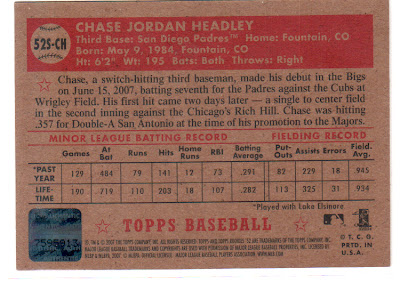 52S-CH
CHASE JORDAN HEADLEY
Third Base: San Diego Padres™ Home: Fountain, CO
Born: May 9, 1984, Fountain, CO
Ht: 6'2" Wt: 195 Bats: Both Throws: Right
Chase, a switch-hitting third baseman, made his debut in the Bigs
on June 15, 2007, batting seventh for the Padres against the Cubs at
Wrigley Field. His first hit came two days later — a single to center field
in the second inning against the Chicago's Rich Hill. Chase was hitting
.357 for Double-A San Antonio at the time of his promotion to the Majors.
MINOR LEAGUE BATTING RECORD FIELDING RECORD
Games At Bat Runs Hits Home Runs RBI Batting Average Put-outs Assists Errors Field. Avg.
*PAST YEAR 129 484 79 141 12 73 .291 82 229 18 945
LIFE-TIME 190 719 110 203 18 107 .282 113 325 31 934
*Played with Lake Elsinore
TOPPS BASEBALL
© T. C. G.
PRTD. IN
U.S.A.